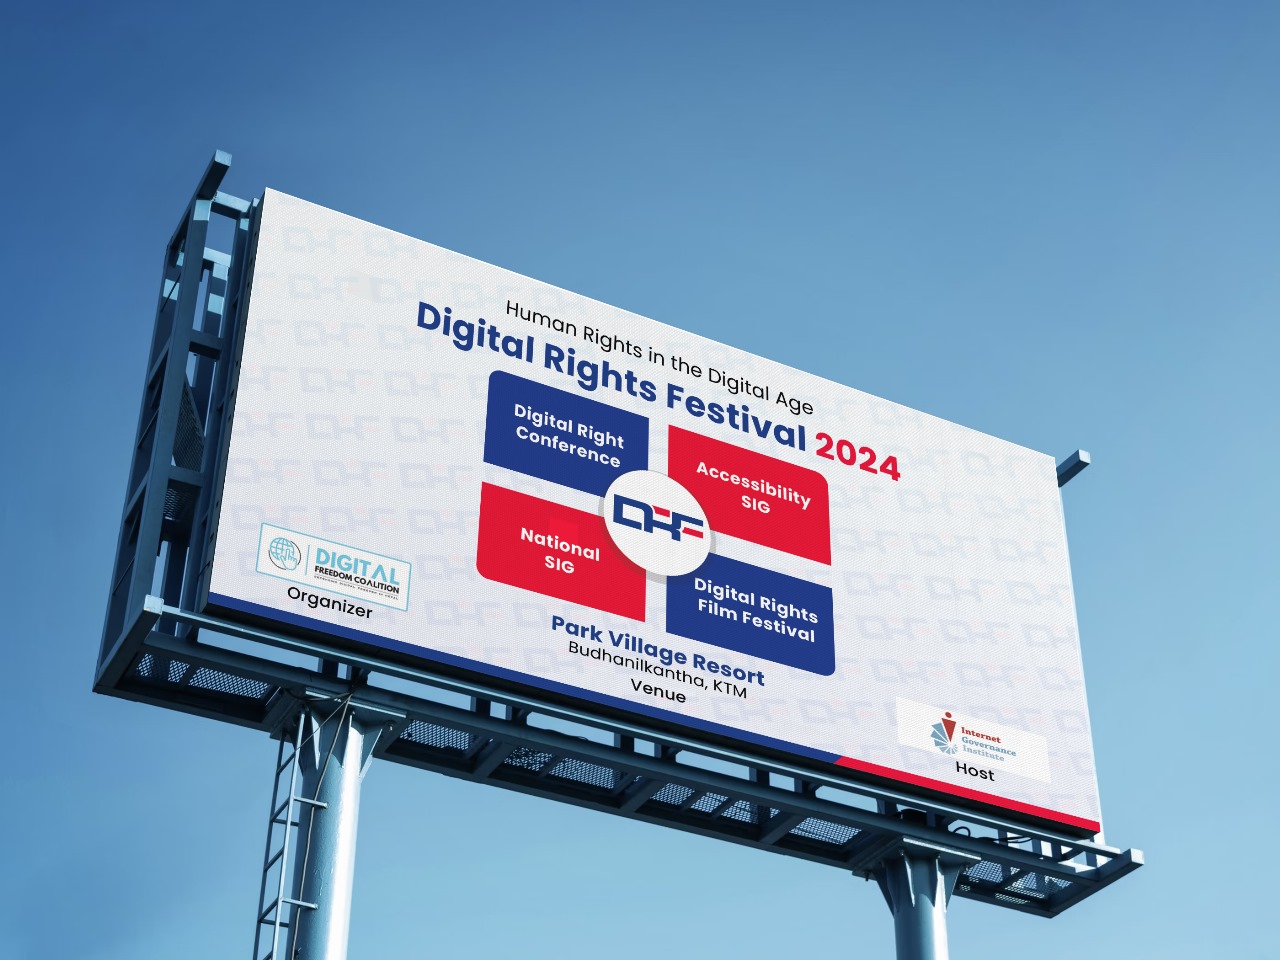 Human Rights in the Digital Age
Digital Rights Festival 2024
Digital Right
Conference
Accessibility
SIG
DRF
National
SIG
Digital Rights
Film Festival
Park Village Resort
Budhanilkantha, KTM
Venue
DIGITAL
FREEDOM COALITION
Organizer
Internet
Governance
Institute
Host